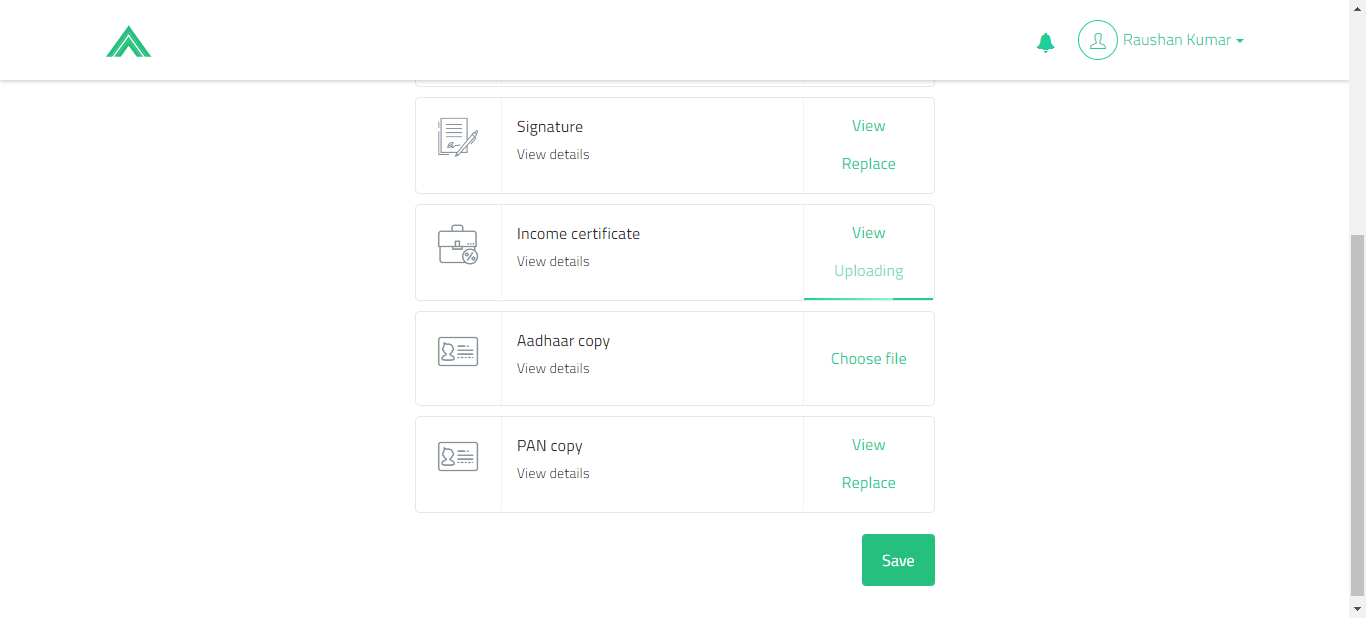 Raushan Kumar
Signature
View details
View
Replace
Income certificate
View details
View
Uploading
Aadhaar copy
View details
Choose file
PAN copy
View details
View
Replace
Save